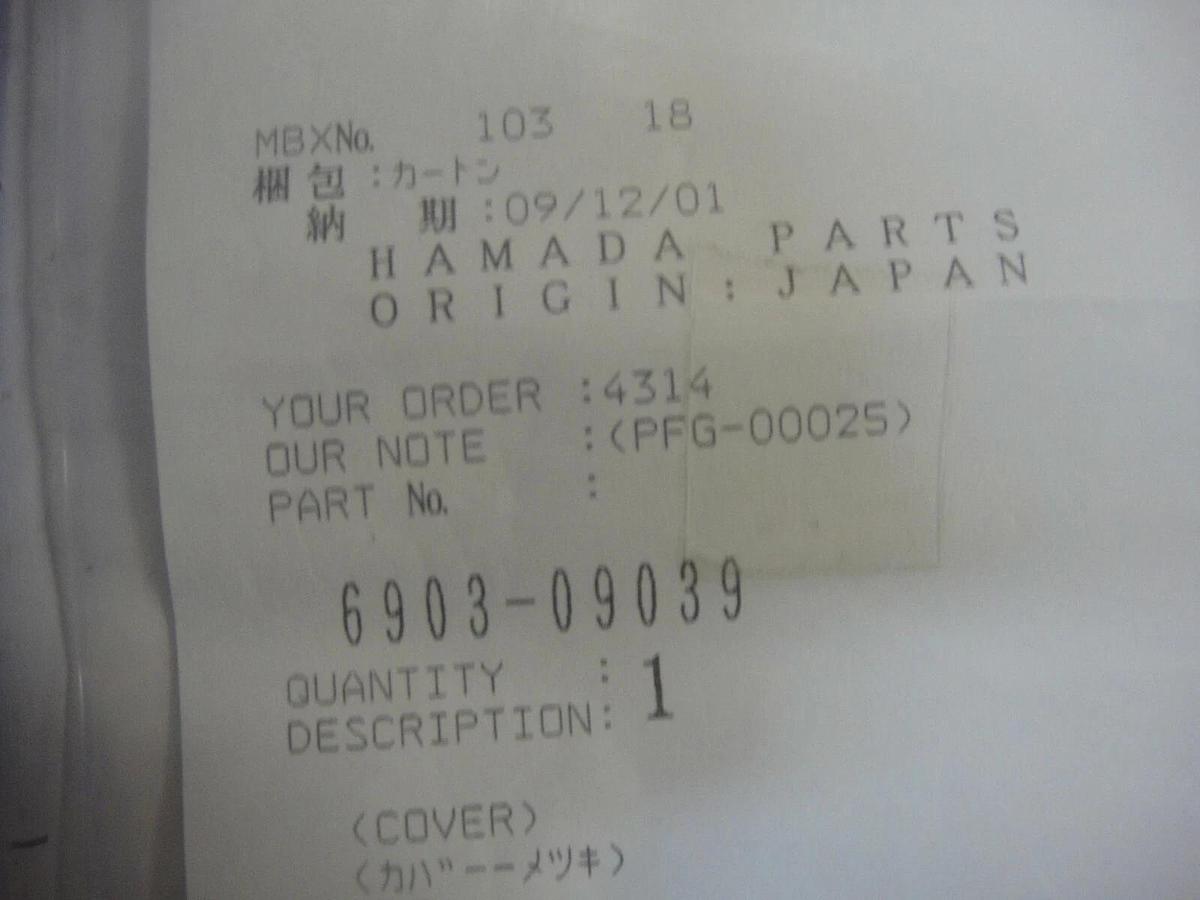 MBXNo. 103 18
梱包:カートン
納 期:09/12/01
HAMADA PARTS
ORIGIN:JAPAN
YOUR ORDER :4314
OUR NOTE :(PFG-00025)
PART No. :
6903-09039
QUANTITY : 1
DESCRIPTION:
(COVER)
(カバーーメツキ)